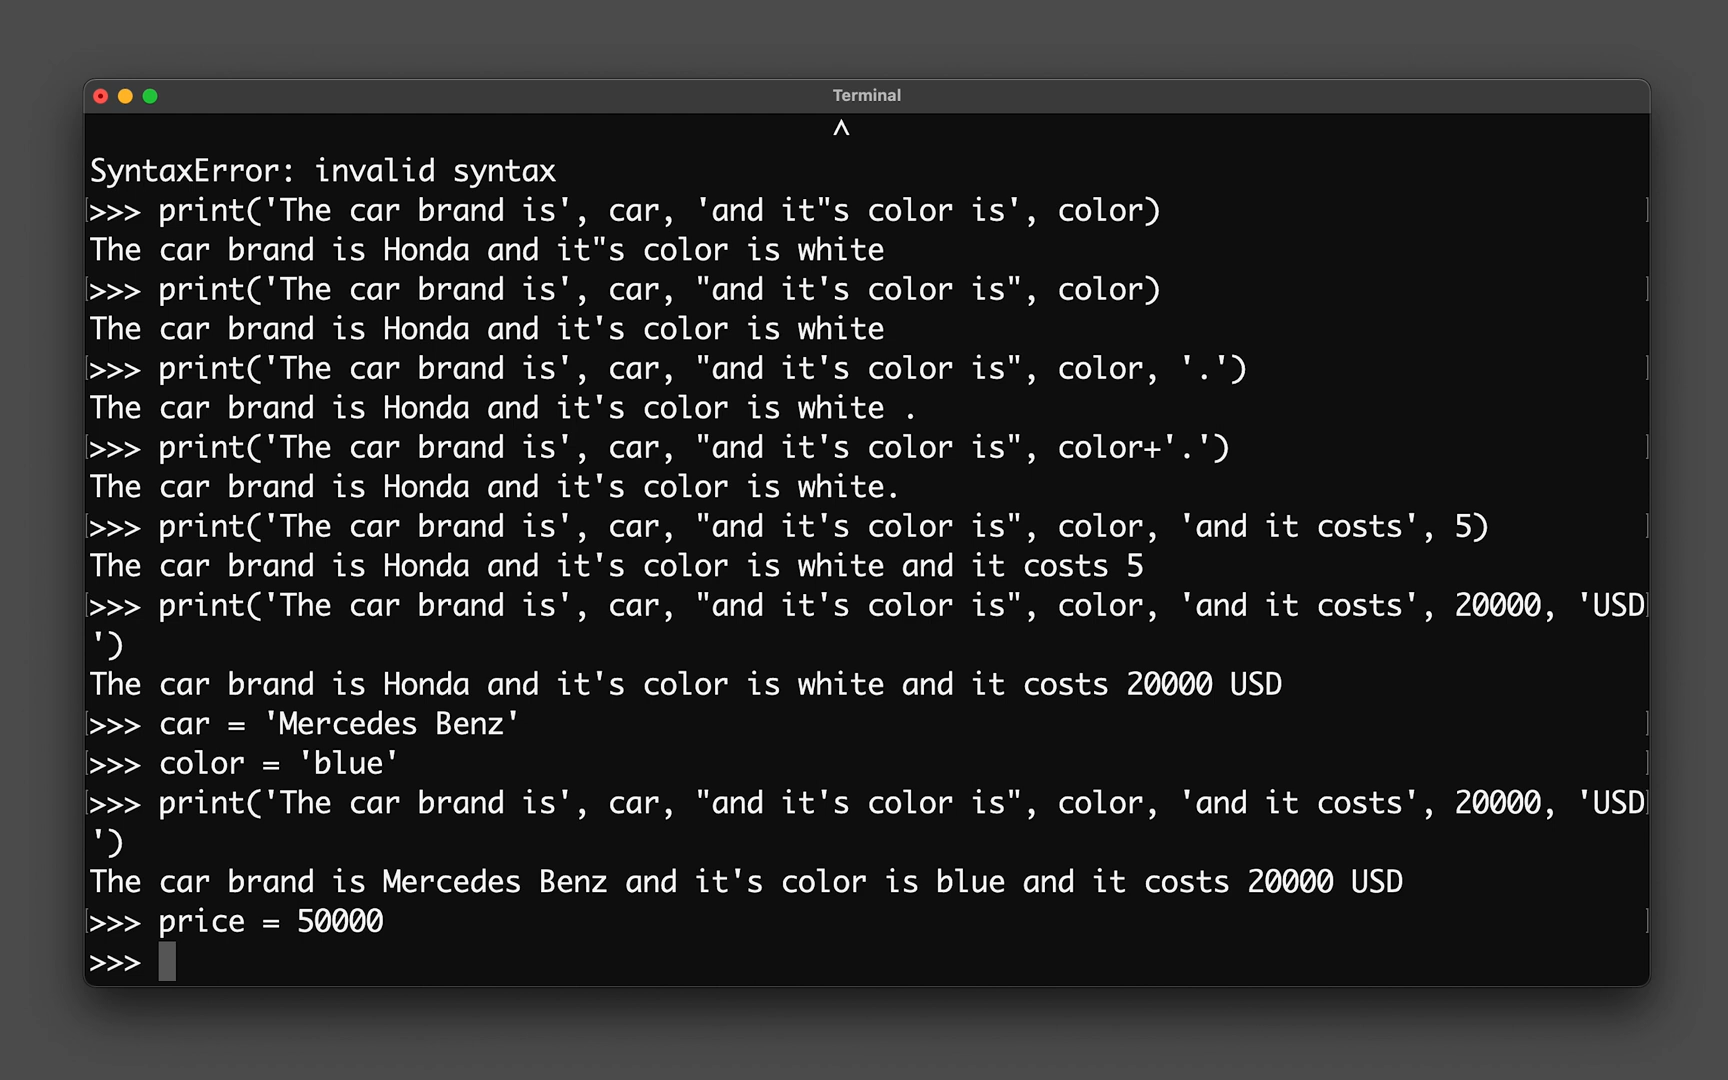 Terminal
^
SyntaxError: invalid syntax
>>> print('The car brand is', car, 'and it"s color is', color)
The car brand is Honda and it"s color is white
>>> print('The car brand is', car, "and it's color is", color)
The car brand is Honda and it's color is white
>>> print('The car brand is', car, "and it's color is", color, '.')
The car brand is Honda and it's color is white .
>>> print('The car brand is', car, "and it's color is", color+'.')
The car brand is Honda and it's color is white.
>>> print('The car brand is', car, "and it's color is", color, 'and it costs', 5)
The car brand is Honda and it's color is white and it costs 5
>>> print('The car brand is', car, "and it's color is", color, 'and it costs', 20000, 'USD
')
The car brand is Honda and it's color is white and it costs 20000 USD
>>> car = 'Mercedes Benz'
>>> color = 'blue'
>>> print('The car brand is', car, "and it's color is", color, 'and it costs', 20000, 'USD
')
The car brand is Mercedes Benz and it's color is blue and it costs 20000 USD
>>> price = 50000
>>>